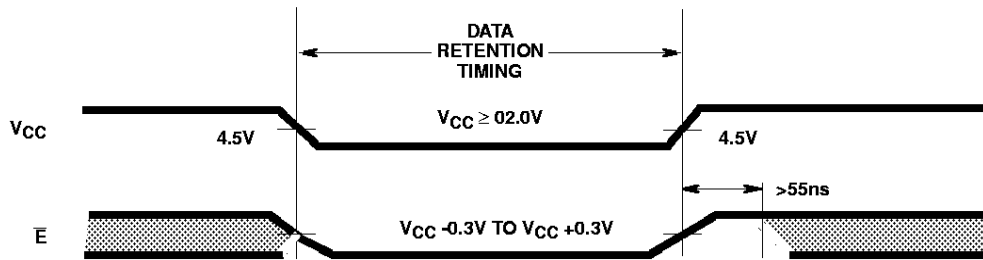 DATA
RETENTION
TIMING
VCC
4.5V
VCC ≥ 02.0V
4.5V
>55ns
E̅
VCC -0.3V TO VCC +0.3V